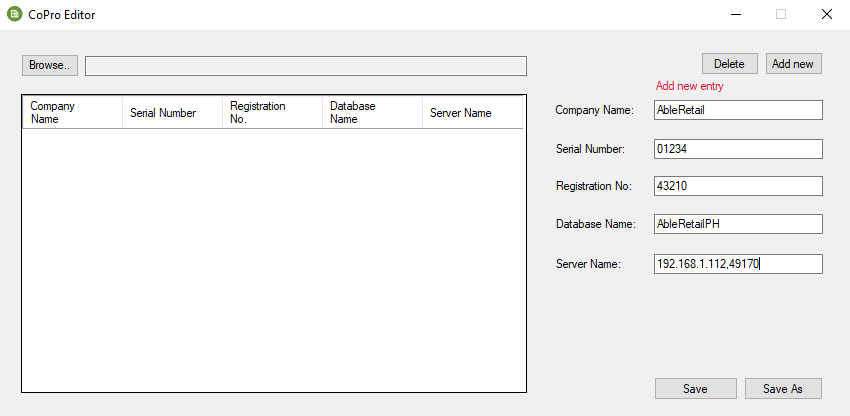 CoPro Editor
Browse..
Delete
Add new
Add new entry
Company Name
Serial Number
Registration No.
Database Name
Server Name
Company Name: AbleRetail
Serial Number: 01234
Registration No: 43210
Database Name: AbleRetailPH
Server Name: 192.168.1.112,49170
Save
Save As